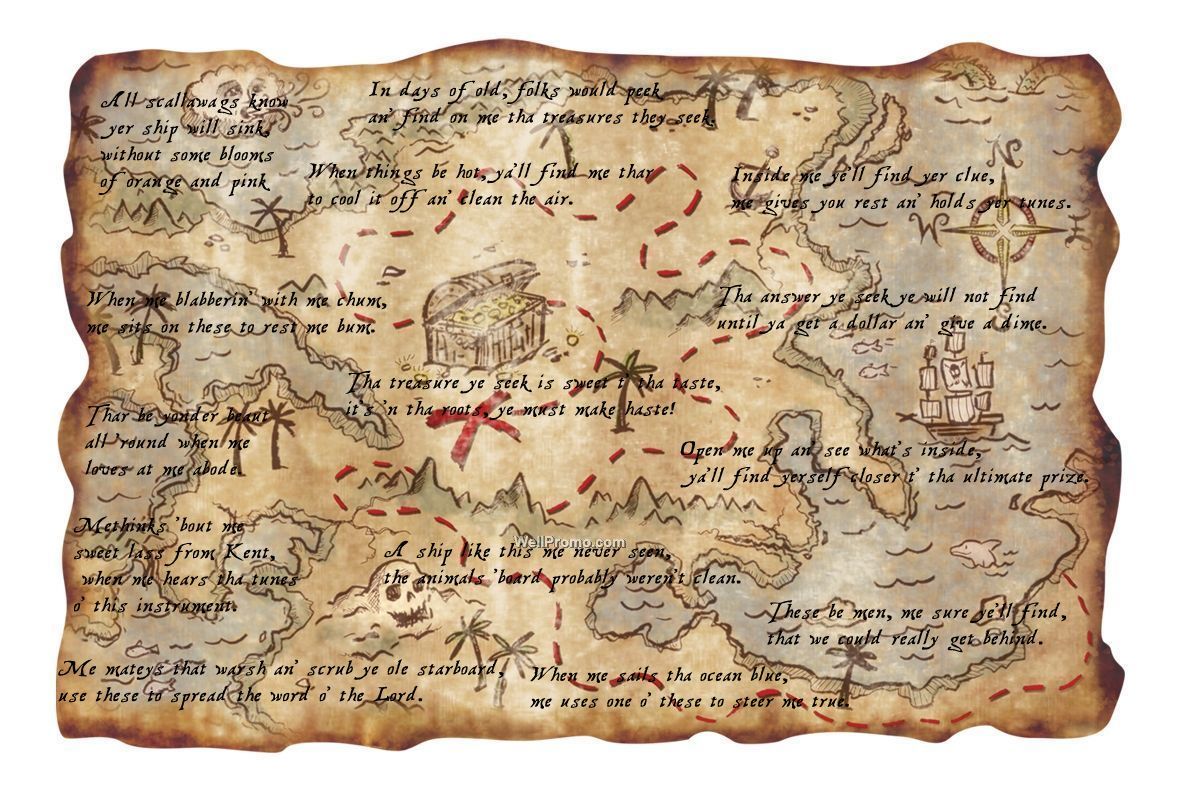 All scallawags know
yer ship will sink,
without some blooms
of orange and pink
In days of old, folks would peek
an' find on me tha treasures they seek.
When things be hot, ya'll find me thar
to cool it off an' clean the air.
Inside me ye'll find yer clue,
me gives you rest an' holds yer tunes.
N
W
E
S
When me blabberin' with me chum,
me sits on these to rest me bum.
Tha answer ye seek ye will not find
until ya get a dollar an' give a dime.
Tha treasure ye seek is sweet t' tha taste,
it's 'n tha roots, ye must make haste!
Thar be yonder beaut
all 'round when me
loves at me abode.
Open me up an' see what's inside,
ya'll find yerself closer t' tha ultimate prize.
Methinks 'bout me
sweet lass from Kent,
when me hears tha tunes
o' this instrument.
WellPromo.com
A ship like this me never seen,
the animals 'board probably weren't clean.
These be men, me sure ye'll find,
that we could really get behind.
Me mateys that warsh an' scrub ye ole starboard,
use these to spread the word o' the Lord.
When me sails tha ocean blue,
me uses one o' these to steer me true.